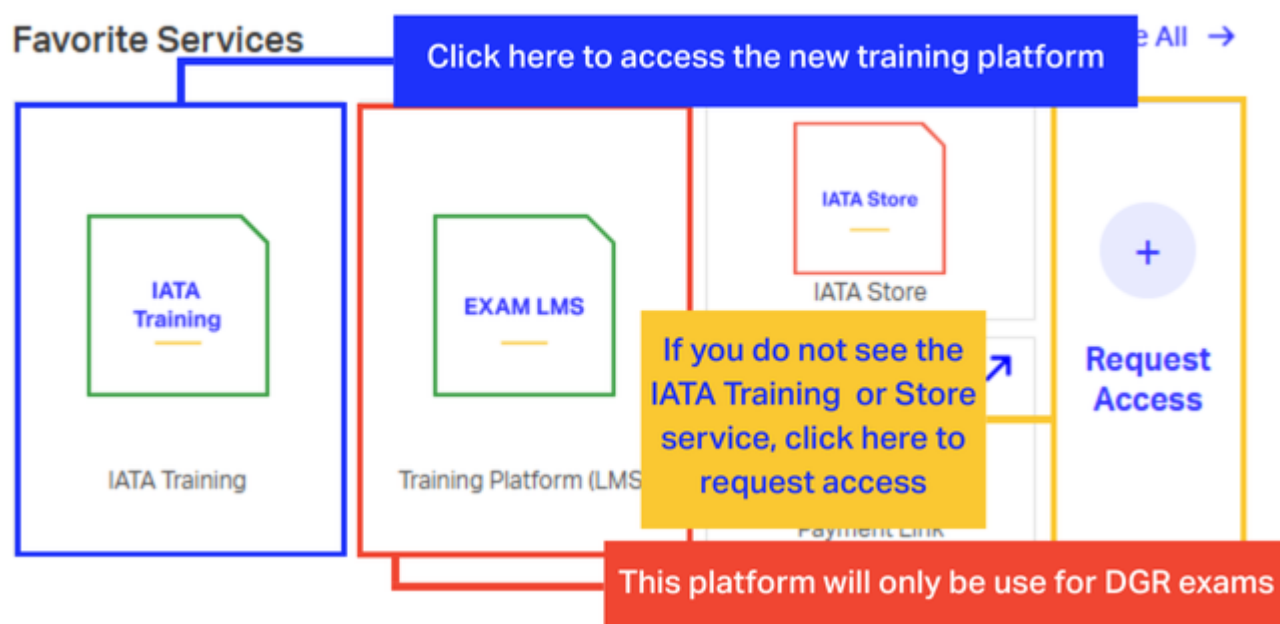 Favorite Services
Click here to access the new training platform
All →
IATA
Training
IATA Training
EXAM LMS
Training Platform (LMS
IATA Store
IATA Store
If you do not see the
IATA Training or Store
service, click here to
request access
Payment Link
+
Request
Access
This platform will only be use for DGR exams